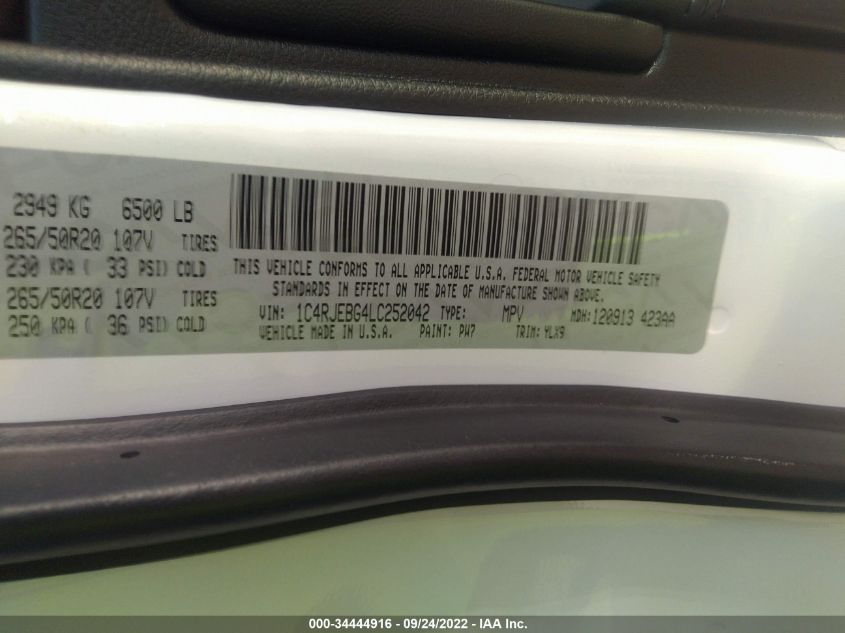 2949 KG 6500 LB
265/50R20 107V TIRES
230 KPA ( 33 PSI) COLD
265/50R20 107V TIRES
250 KPA ( 36 PSI) COLD
THIS VEHICLE CONFORMS TO ALL APPLICABLE U.S.A. FEDERAL MOTOR VEHICLE SAFETY
STANDARDS IN EFFECT ON THE DATE OF MANUFACTURE SHOWN ABOVE.
VIN: 1C4RJEBG4LC252042 TYPE: MPV MDH:120913 423AA
VEHICLE MADE IN U.S.A. PAINT: PW7 TRIM: YLX9
000-34444916 - 09/24/2022 - IAA Inc.